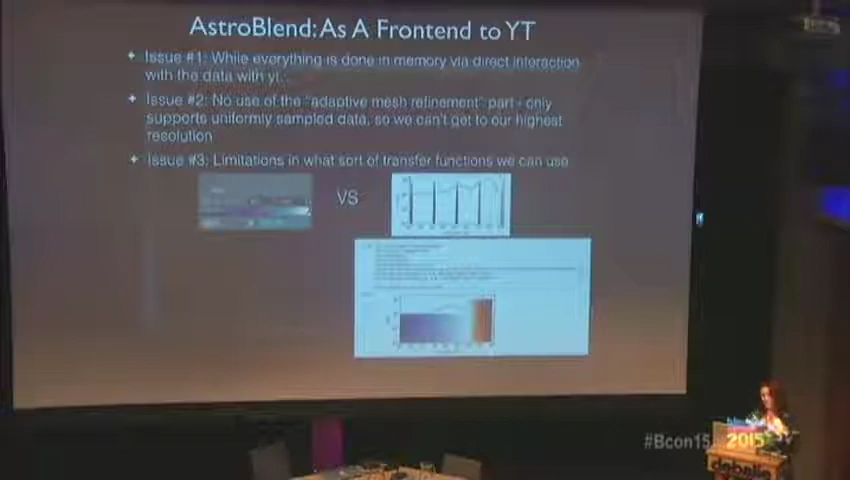 AstroBlend: As A Frontend to YT
Issue #1: While everything is done in memory via direct interaction
with the data with yt...
Issue #2: No use of the "adaptive mesh refinement" part - only
supports uniformly sampled data, so we can't get to our highest
resolution
Issue #3: Limitations in what sort of transfer functions we can use
VS
#Bcon15
2015
debalie